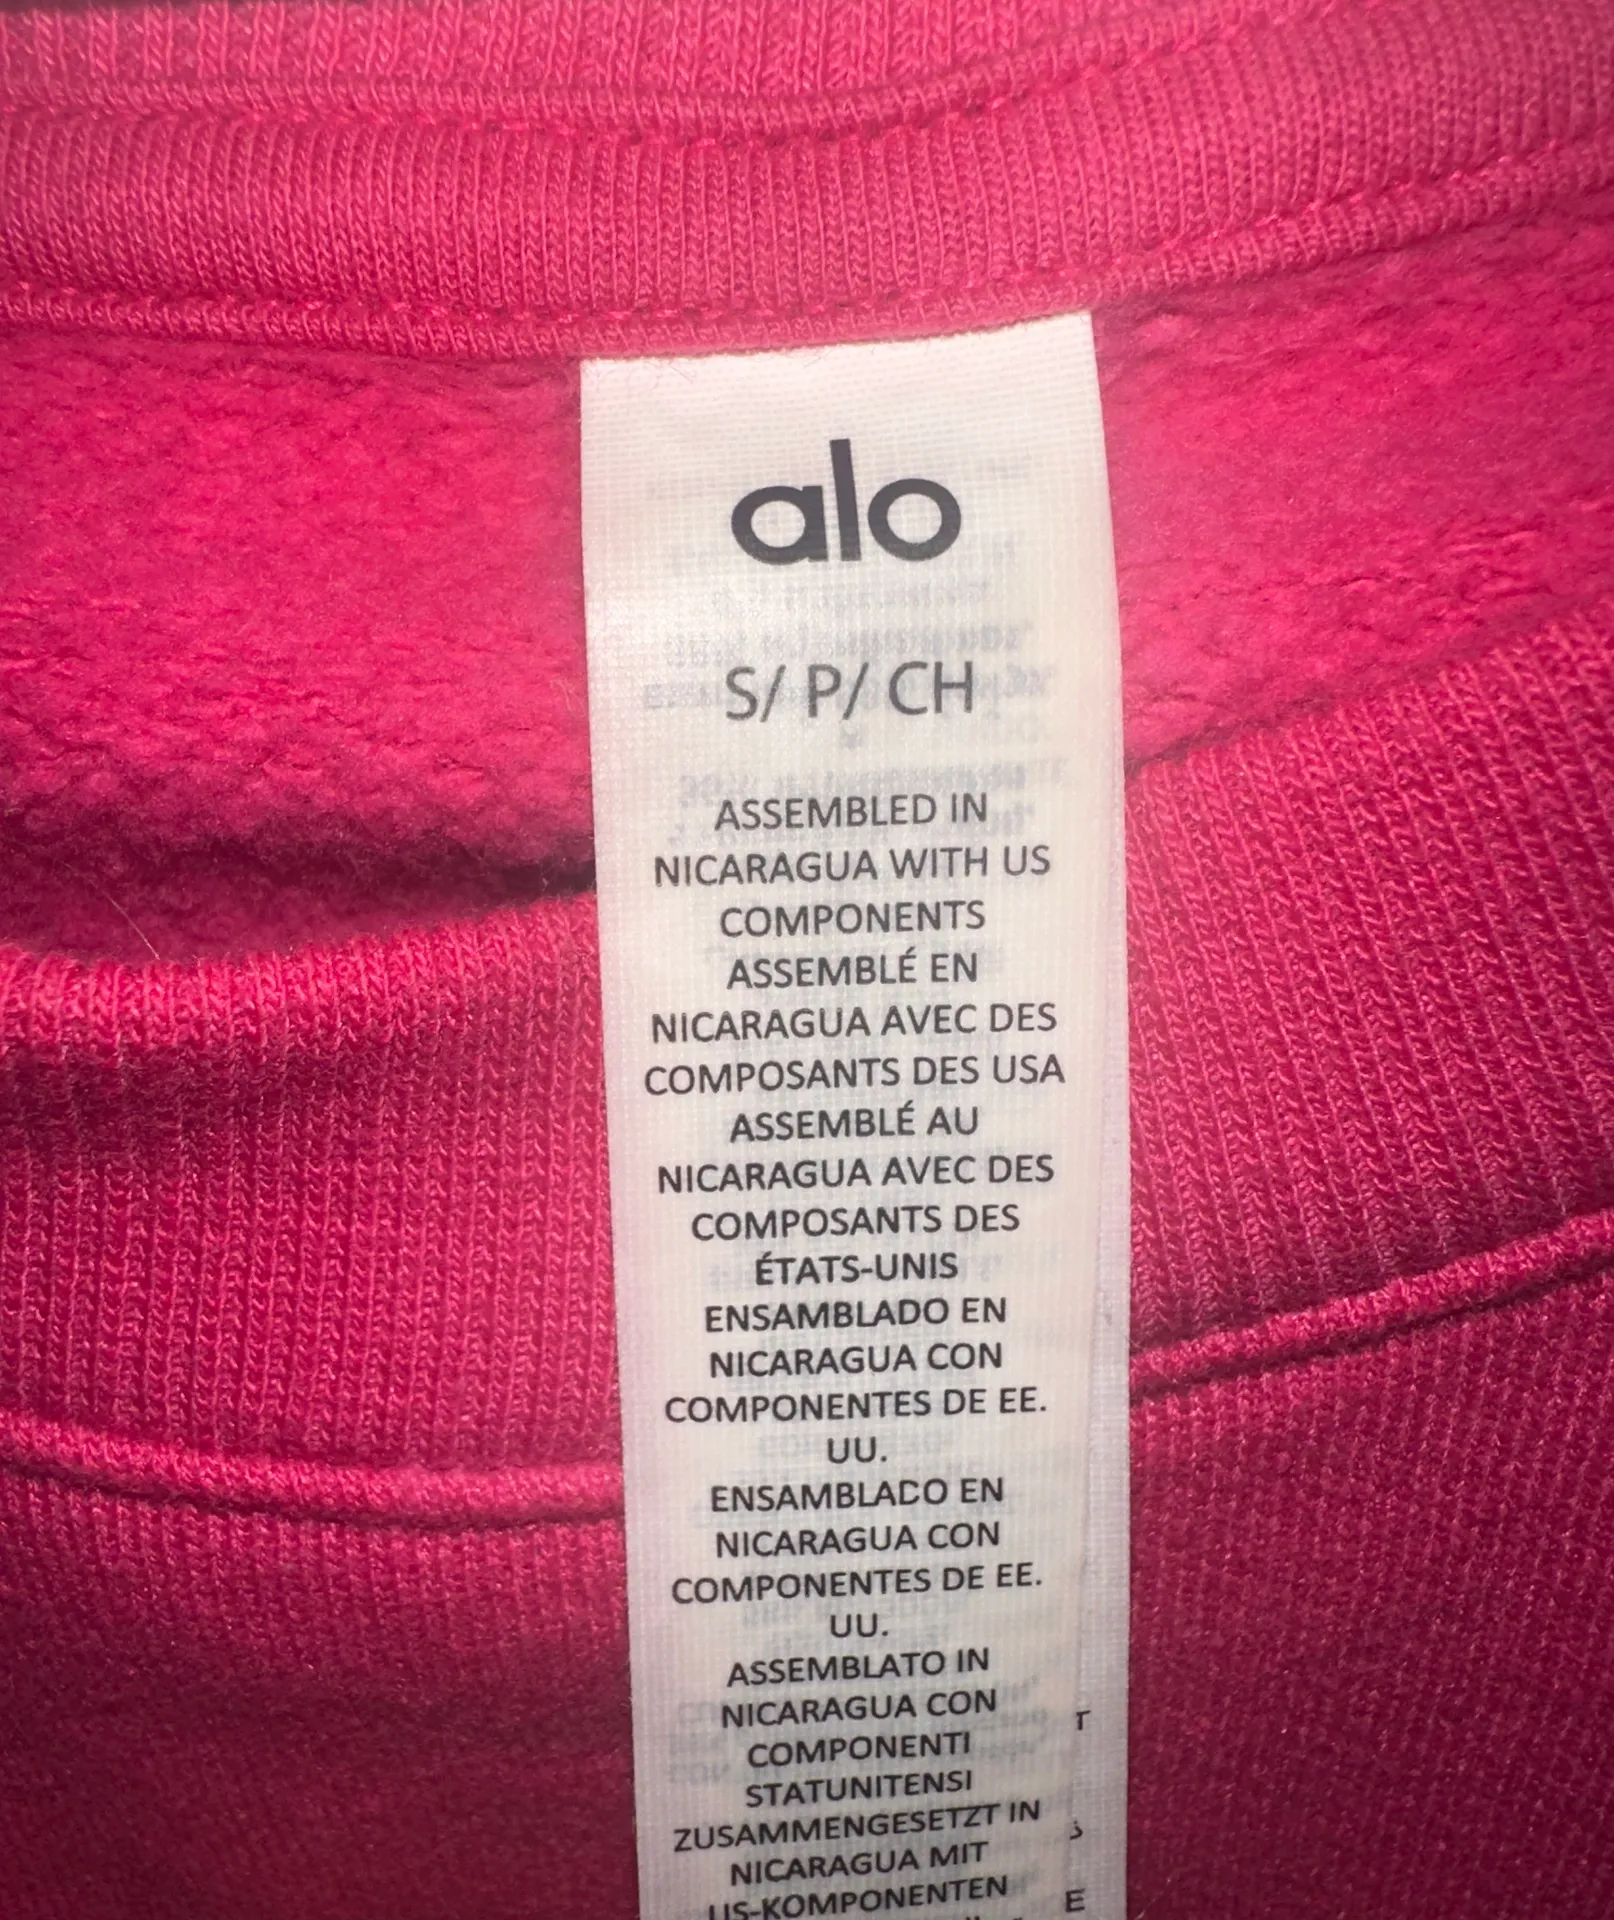 alo
S/ P/ CH
ASSEMBLED IN
NICARAGUA WITH US
COMPONENTS
ASSEMBLÉ EN
NICARAGUA AVEC DES
COMPOSANTS DES USA
ASSEMBLÉ AU
NICARAGUA AVEC DES
COMPOSANTS DES
ÉTATS-UNIS
ENSAMBLADO EN
NICARAGUA CON
COMPONENTES DE EE.
UU.
ENSAMBLADO EN
NICARAGUA CON
COMPONENTES DE EE.
UU.
ASSEMBLATO IN
NICARAGUA CON
COMPONENTI
STATUNITENSI
ZUSAMMENGESETZT IN
NICARAGUA MIT
US-KOMPONENTEN
T
E